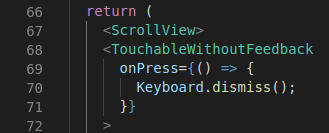 66 return (
67 <ScrollView>
68 <TouchableWithoutFeedback
69 onPress={() => {
70 Keyboard.dismiss();
71 }}
72 >